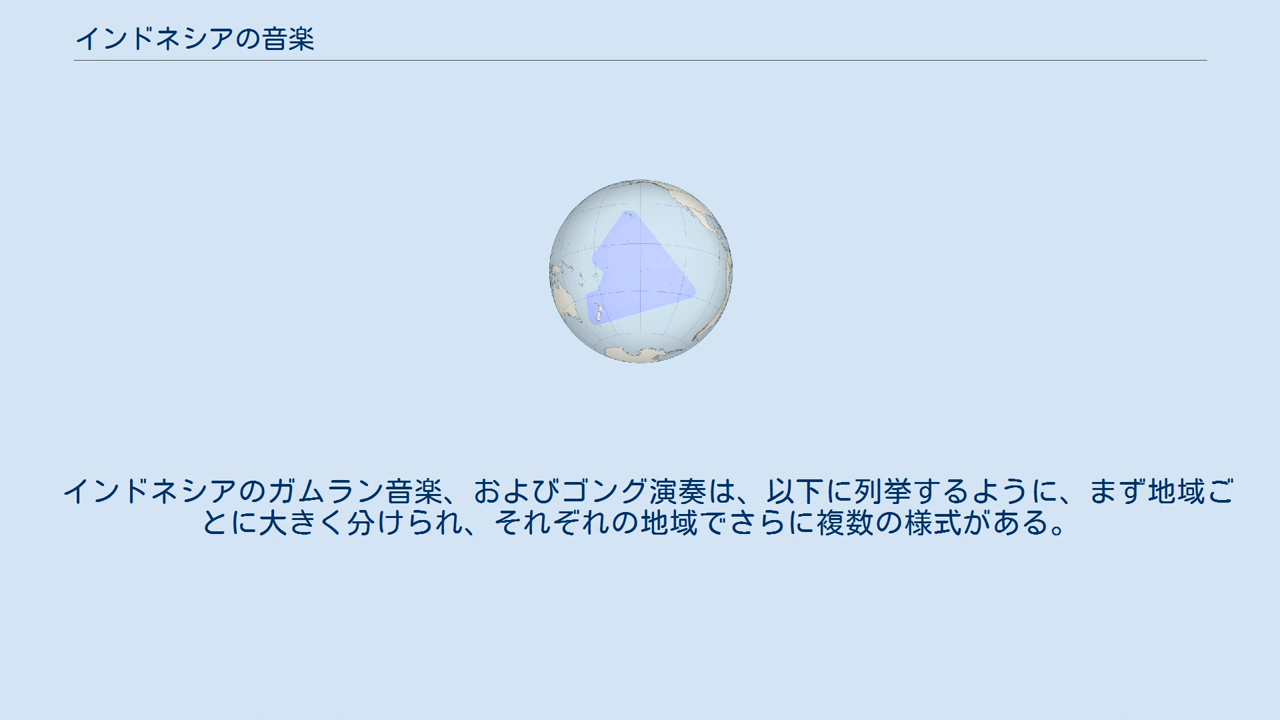 インドネシアの音楽
インドネシアのガムラン音楽、およびゴング演奏は、以下に列挙するように、まず地域ご
とに大きく分けられ、それぞれの地域でさらに複数の様式がある。